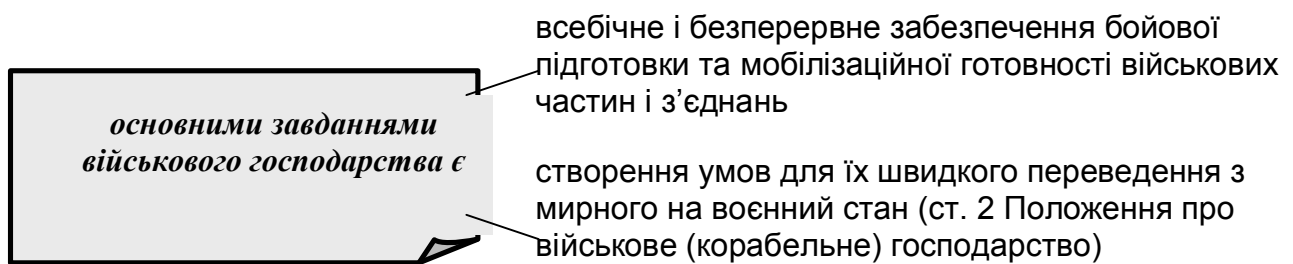 основними завданнями
військового господарства є
всебічне і безперервне забезпечення бойової
підготовки та мобілізаційної готовності військових
частин і з’єднань
створення умов для їх швидкого переведення з
мирного на воєнний стан (ст. 2 Положення про
військове (корабельне) господарство)